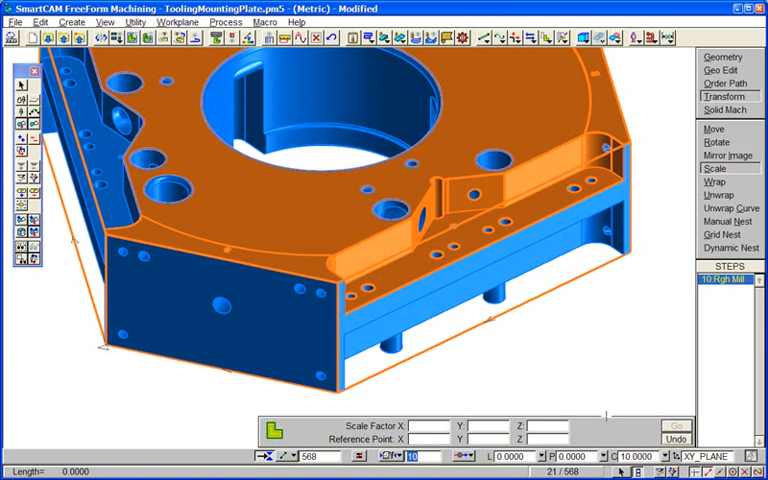 SmartCAM FreeForm Machining - ToolingMountingPlate.pm5 - (Metric) - Modified
File Edit Create View Utility Workplane Process Macro Help
Geometry
Geo Edit
Order Path
Transform
Solid Mach
Move
Rotate
Mirror Image
Scale
Wrap
Unwrap
Unwrap Curve
Manual Nest
Grid Nest
Dynamic Nest
STEPS
10:Rgh Mill
Scale Factor X: Y: Z: Go
Reference Point: X Y Z Undo
568 10 L 0.0000 P 0.0000 C 10.0000 XY_PLANE
Length= 0.0000 21 / 568